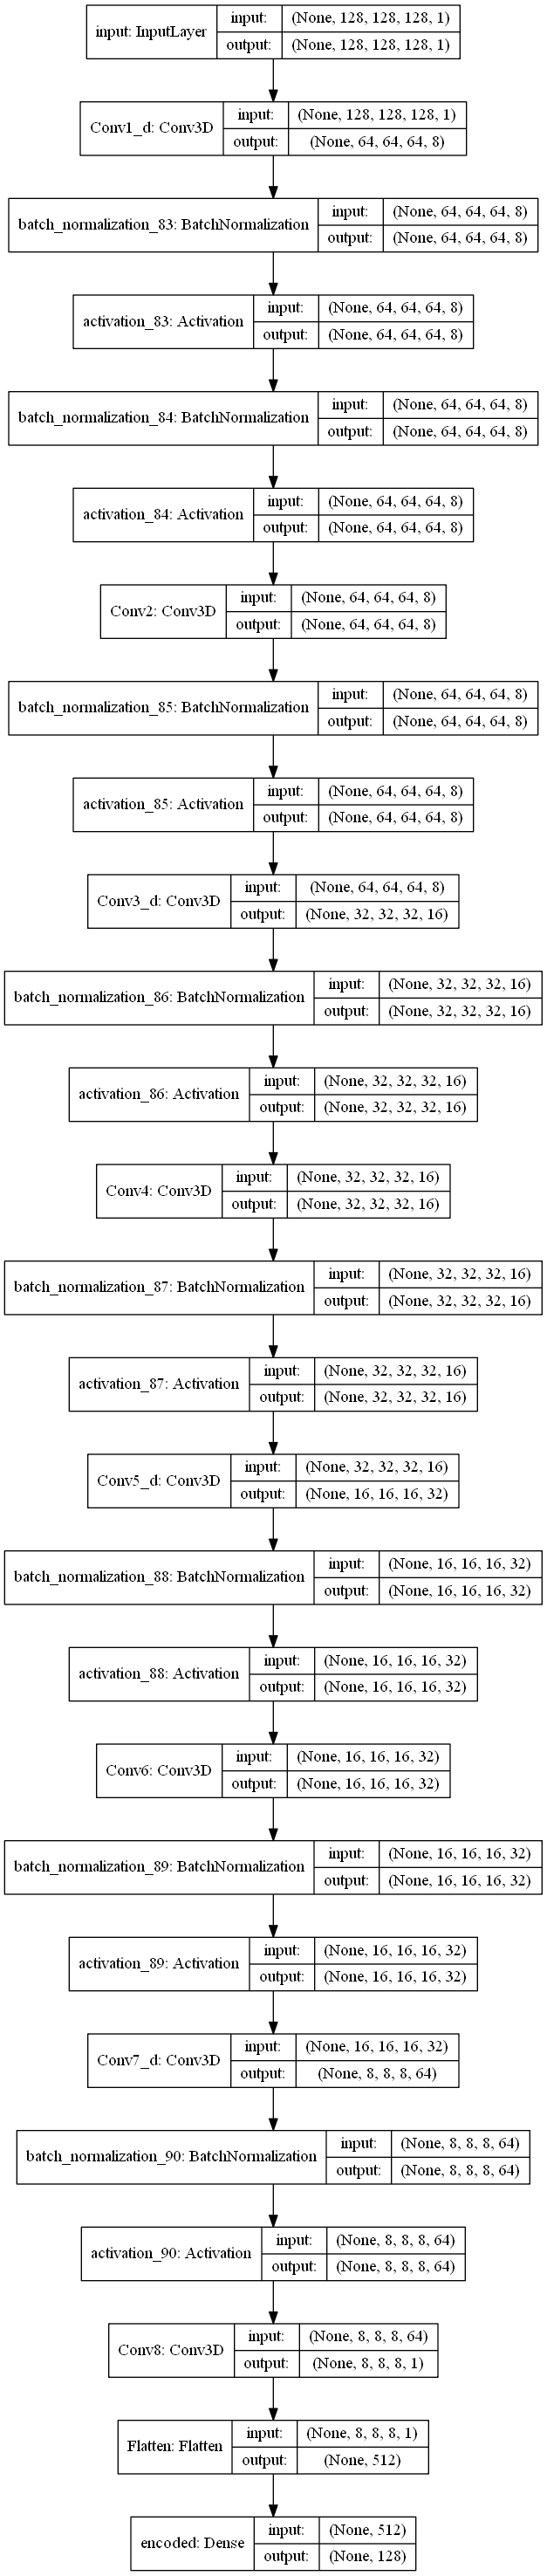 input: InputLayer
input: (None, 128, 128, 128, 1)
output: (None, 128, 128, 128, 1)
Conv1_d: Conv3D
input: (None, 128, 128, 128, 1)
output: (None, 64, 64, 64, 8)
batch_normalization_83: BatchNormalization
input: (None, 64, 64, 64, 8)
output: (None, 64, 64, 64, 8)
activation_83: Activation
input: (None, 64, 64, 64, 8)
output: (None, 64, 64, 64, 8)
batch_normalization_84: BatchNormalization
input: (None, 64, 64, 64, 8)
output: (None, 64, 64, 64, 8)
activation_84: Activation
input: (None, 64, 64, 64, 8)
output: (None, 64, 64, 64, 8)
Conv2: Conv3D
input: (None, 64, 64, 64, 8)
output: (None, 64, 64, 64, 8)
batch_normalization_85: BatchNormalization
input: (None, 64, 64, 64, 8)
output: (None, 64, 64, 64, 8)
activation_85: Activation
input: (None, 64, 64, 64, 8)
output: (None, 64, 64, 64, 8)
Conv3_d: Conv3D
input: (None, 64, 64, 64, 8)
output: (None, 32, 32, 32, 16)
batch_normalization_86: BatchNormalization
input: (None, 32, 32, 32, 16)
output: (None, 32, 32, 32, 16)
activation_86: Activation
input: (None, 32, 32, 32, 16)
output: (None, 32, 32, 32, 16)
Conv4: Conv3D
input: (None, 32, 32, 32, 16)
output: (None, 32, 32, 32, 16)
batch_normalization_87: BatchNormalization
input: (None, 32, 32, 32, 16)
output: (None, 32, 32, 32, 16)
activation_87: Activation
input: (None, 32, 32, 32, 16)
output: (None, 32, 32, 32, 16)
Conv5_d: Conv3D
input: (None, 32, 32, 32, 16)
output: (None, 16, 16, 16, 32)
batch_normalization_88: BatchNormalization
input: (None, 16, 16, 16, 32)
output: (None, 16, 16, 16, 32)
activation_88: Activation
input: (None, 16, 16, 16, 32)
output: (None, 16, 16, 16, 32)
Conv6: Conv3D
input: (None, 16, 16, 16, 32)
output: (None, 16, 16, 16, 32)
batch_normalization_89: BatchNormalization
input: (None, 16, 16, 16, 32)
output: (None, 16, 16, 16, 32)
activation_89: Activation
input: (None, 16, 16, 16, 32)
output: (None, 16, 16, 16, 32)
Conv7_d: Conv3D
input: (None, 16, 16, 16, 32)
output: (None, 8, 8, 8, 64)
batch_normalization_90: BatchNormalization
input: (None, 8, 8, 8, 64)
output: (None, 8, 8, 8, 64)
activation_90: Activation
input: (None, 8, 8, 8, 64)
output: (None, 8, 8, 8, 64)
Conv8: Conv3D
input: (None, 8, 8, 8, 64)
output: (None, 8, 8, 8, 1)
Flatten: Flatten
input: (None, 8, 8, 8, 1)
output: (None, 512)
encoded: Dense
input: (None, 512)
output: (None, 128)